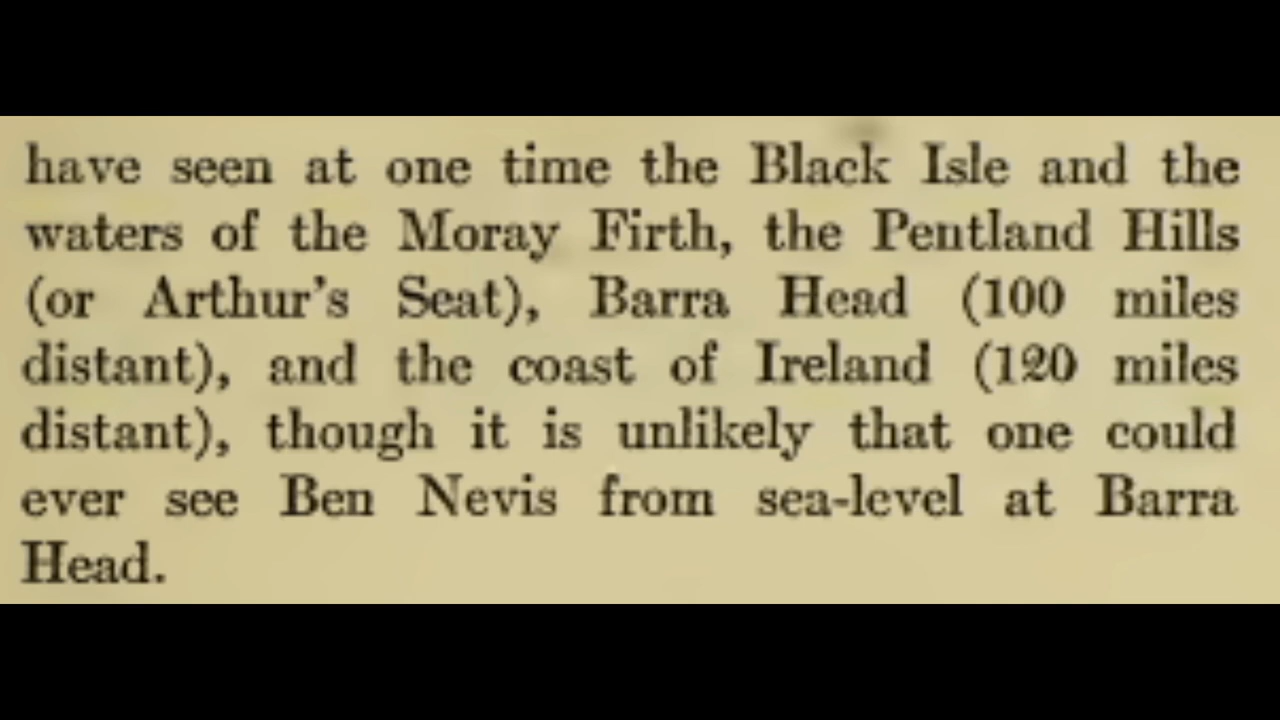 have seen at one time the Black Isle and the
waters of the Moray Firth, the Pentland Hills
(or Arthur's Seat), Barra Head (100 miles
distant), and the coast of Ireland (120 miles
distant), though it is unlikely that one could
ever see Ben Nevis from sea-level at Barra
Head.